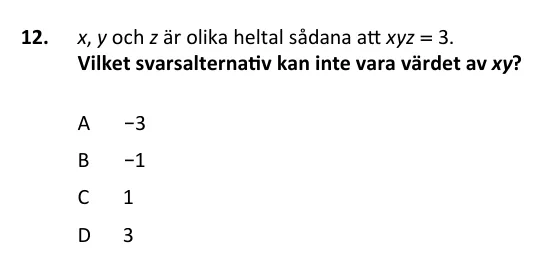 12. x, y och z är olika heltal sådana att xyz = 3.
Vilket svarsalternativ kan inte vara värdet av xy?
A −3
B −1
C 1
D 3